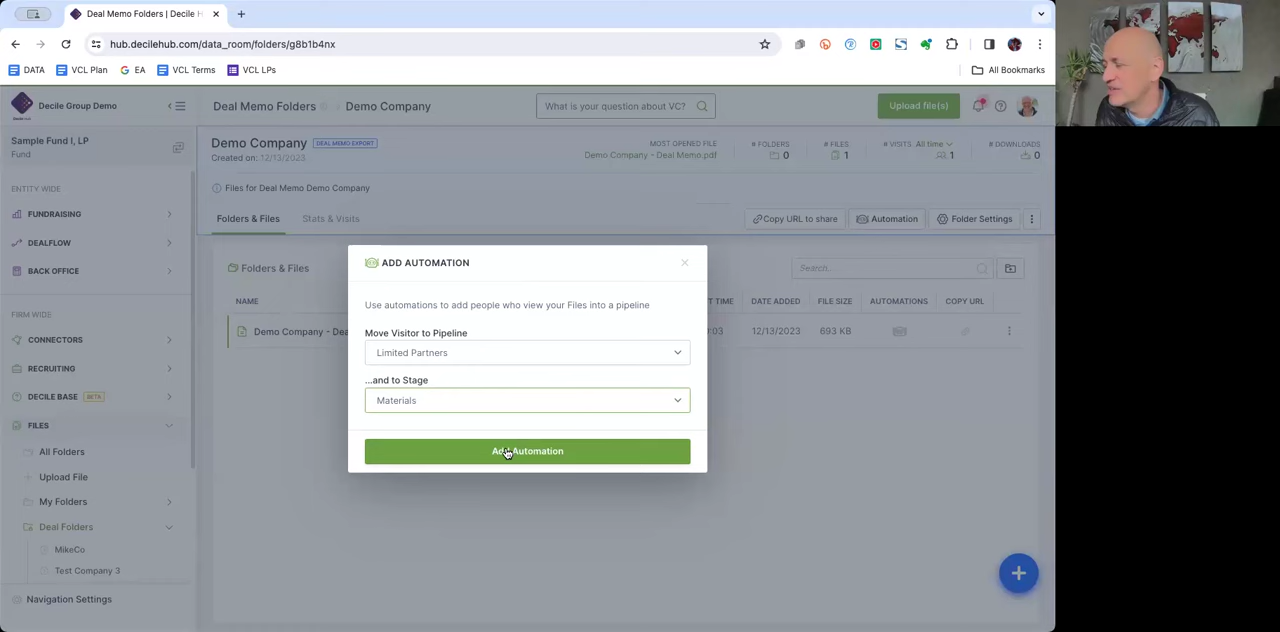 Deal Memo Folders | Decile H
hub.decilehub.com/data_room/folders/g8b1b4nx
DATA
VCL Plan
EA
VCL Terms
VCL LPs
All Bookmarks
Decile Group Demo
Deal Memo Folders
Demo Company
What is your question about VC?
Upload file(s)
Sample Fund I, LP
Fund
Demo Company
DEAL MEMO EXPORT
Created on: 12/13/2023
MOST OPENED FILE
Demo Company - Deal Memo.pdf
# FOLDERS
0
# FILES
1
# VISITS All time
1
# DOWNLOADS
0
Files for Deal Memo Demo Company
Folders & Files
Stats & Visits
Copy URL to share
Automation
Folder Settings
ENTITY WIDE
FUNDRAISING
DEALFLOW
BACK OFFICE
FIRM WIDE
CONNECTORS
RECRUITING
DECILE BASE BETA
FILES
All Folders
Upload File
My Folders
Deal Folders
MikeCo
Test Company 3
Navigation Settings
Folders & Files
Search...
NAME
T TIME
DATE ADDED
FILE SIZE
AUTOMATIONS
COPY URL
Demo Company - Dea
0:03
12/13/2023
693 KB
ADD AUTOMATION
Use automations to add people who view your Files into a pipeline
Move Visitor to Pipeline
Limited Partners
...and to Stage
Materials
Add Automation